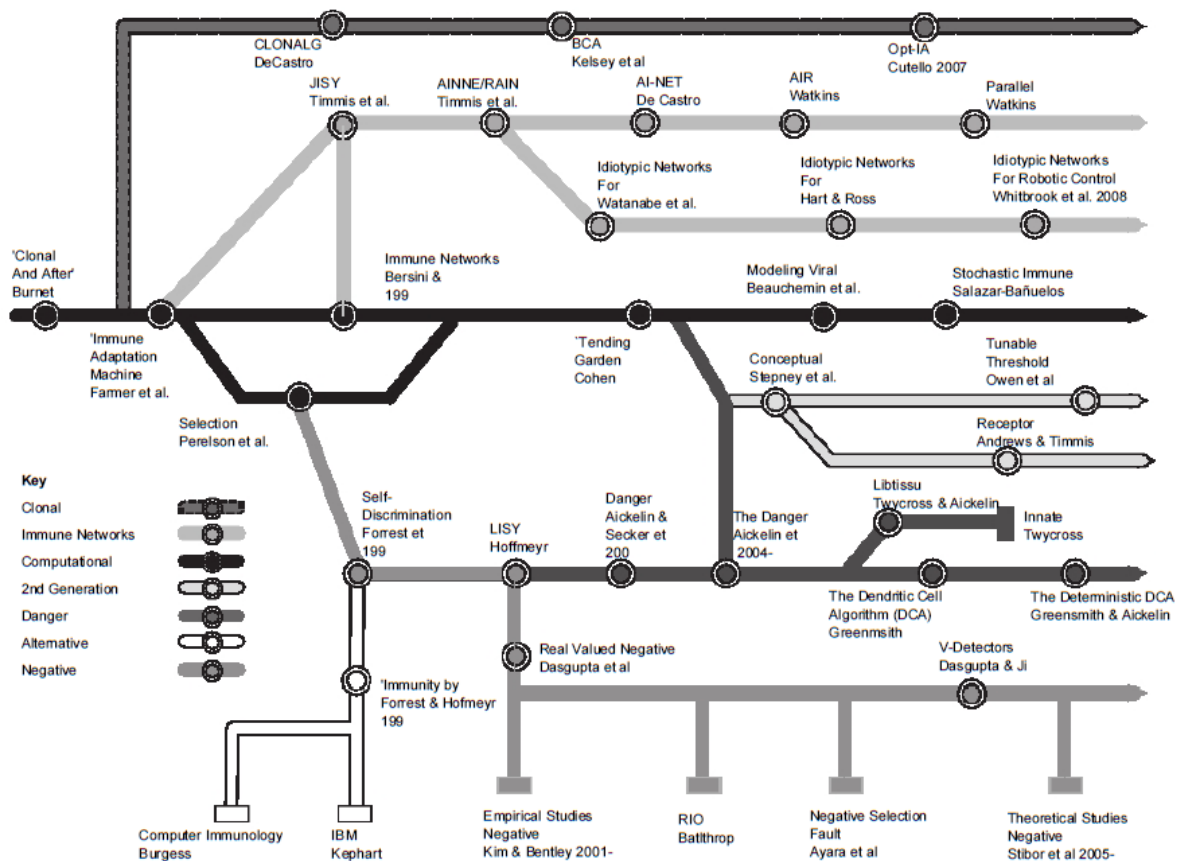 CLONALG
DeCastro
BCA
Kelsey et al
Opt-IA
Cutello 2007
JISY
Timmis et al.
AINNE/RAIN
Timmis et al.
AI-NET
De Castro
AIR
Watkins
Parallel
Watkins
Idiotypic Networks
For
Watanabe et al.
Idiotypic Networks
For
Hart & Ross
Idiotypic Networks
For Robotic Control
Whitbrook et al. 2008
'Clonal
And After'
Burnet
Immune Networks
Bersini &
199
Modeling Viral
Beauchemin et al.
Stochastic Immune
Salazar-Bañuelos
'Immune
Adaptation
Machine
Farmer et al.
'Tending
Garden
Cohen
Conceptual
Stepney et al.
Tunable
Threshold
Owen et al
Selection
Perelson et al.
Receptor
Andrews & Timmis
Key
Clonal
Immune Networks
Computational
2nd Generation
Danger
Alternative
Negative
Self-
Discrimination
Forrest et
199
LISY
Hoffmeyr
Danger
Aickelin &
Secker et
200
The Danger
Aickelin et
2004-
Libtissu
Twycross & Aickelin
Innate
Twycross
The Dendritic Cell
Algorithm (DCA)
Greenmsith
The Deterministic DCA
Greensmith & Aickelin
Real Valued Negative
Dasgupta et al
V-Detectors
Dasgupta & Ji
'Immunity by
Forrest & Hofmeyr
199
Computer Immunology
Burgess
IBM
Kephart
Empirical Studies
Negative
Kim & Bentley 2001-
RIO
Batlthrop
Negative Selection
Fault
Ayara et al
Theoretical Studies
Negative
Stibor et al 2005-